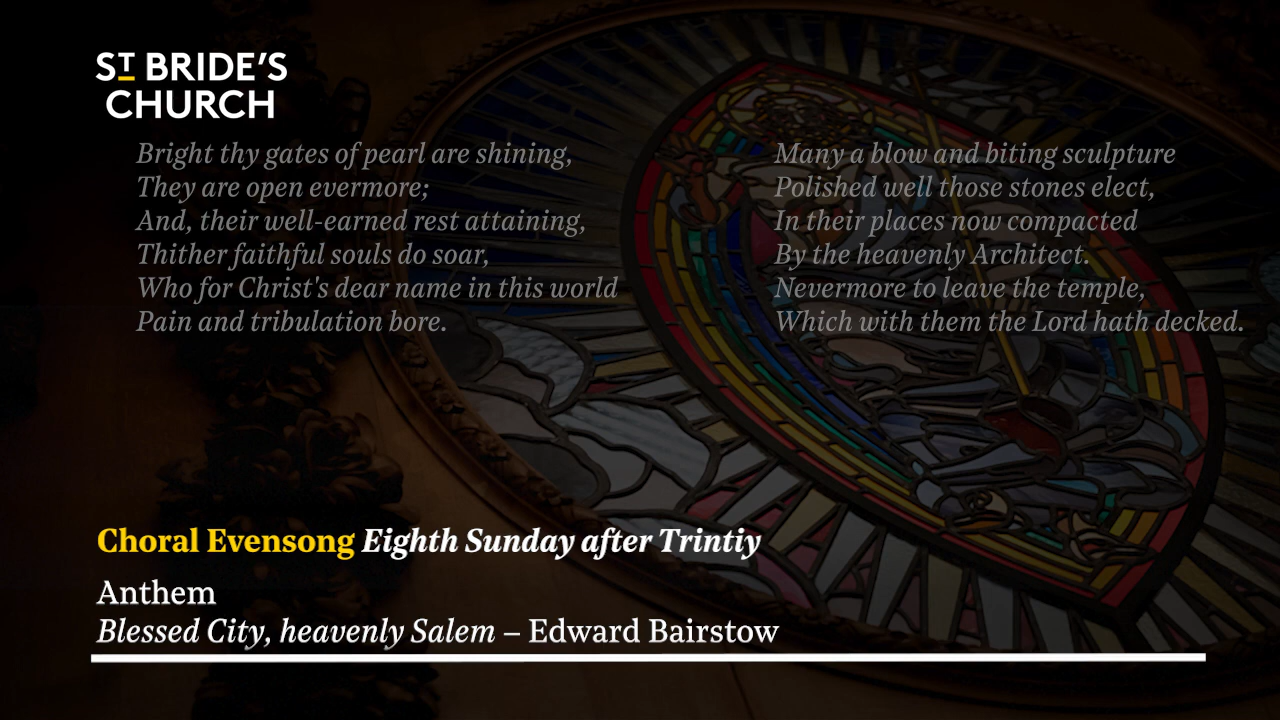 ST BRIDE'S
CHURCH
Bright thy gates of pearl are shining,
They are open evermore;
And, their well-earned rest attaining,
Thither faithful souls do soar,
Who for Christ's dear name in this world
Pain and tribulation bore.
Many a blow and biting sculpture
Polished well those stones elect,
In their places now compacted
By the heavenly Architect.
Nevermore to leave the temple,
Which with them the Lord hath decked.
Choral Evensong Eighth Sunday after Trintiy
Anthem
Blessed City, heavenly Salem – Edward Bairstow